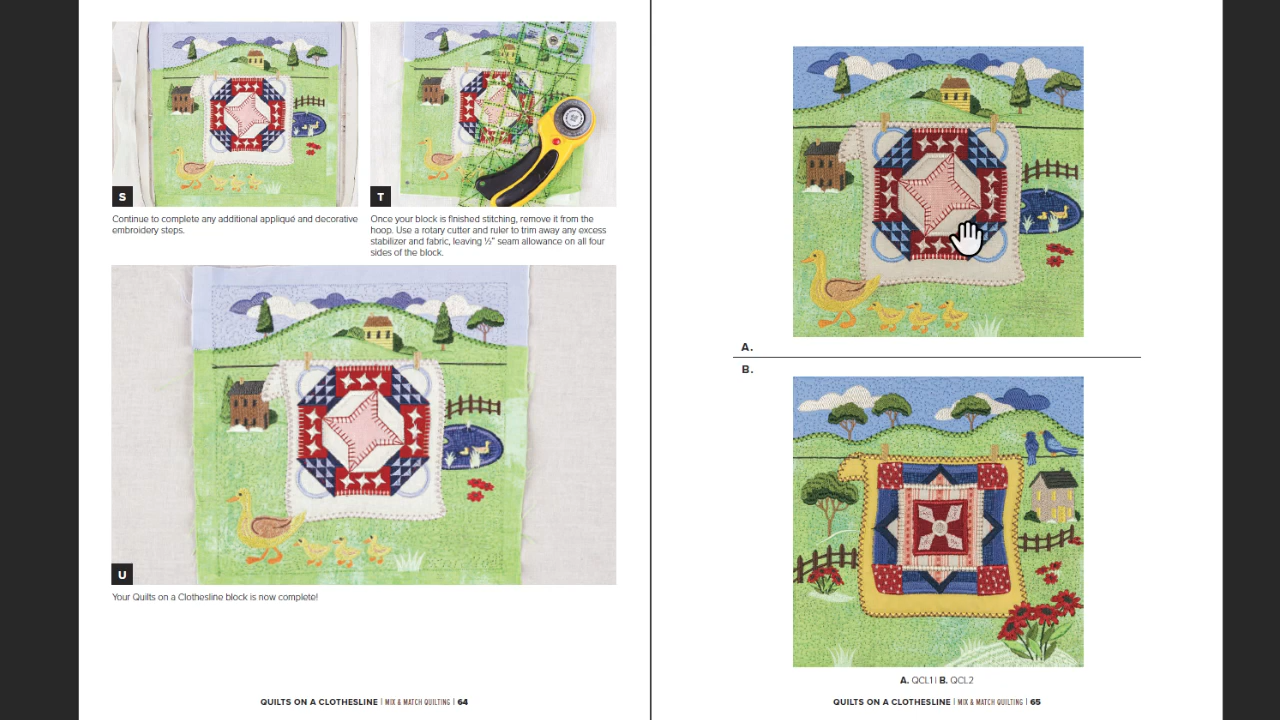 S
Continue to complete any additional appliqué and decorative
embroidery steps.
T
Once your block is finished stitching, remove it from the
hoop. Use a rotary cutter and ruler to trim away any excess
stabilizer and fabric, leaving ½" seam allowance on all four
sides of the block.
U
Your Quilts on a Clothesline block is now complete!
QUILTS ON A CLOTHESLINE | MIX & MATCH QUILTING | 64
A.
B.
A. QCL1 | B. QCL2
QUILTS ON A CLOTHESLINE | MIX & MATCH QUILTING | 65